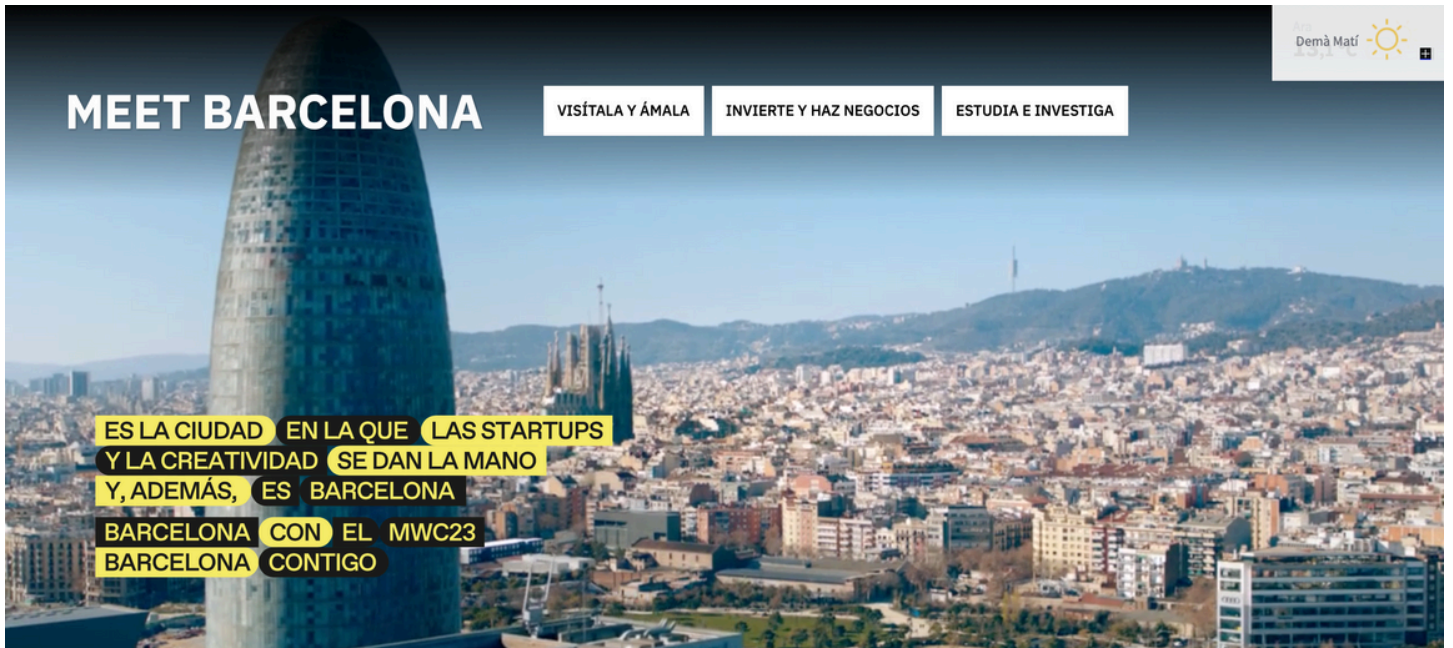 Demà Matí
MEET BARCELONA
VISÍTALA Y ÁMALA
INVIERTE Y HAZ NEGOCIOS
ESTUDIA E INVESTIGA
ES LA CIUDAD EN LA QUE LAS STARTUPS
Y LA CREATIVIDAD SE DAN LA MANO
Y, ADEMÁS, ES BARCELONA
BARCELONA CON EL MWC23
BARCELONA CONTIGO